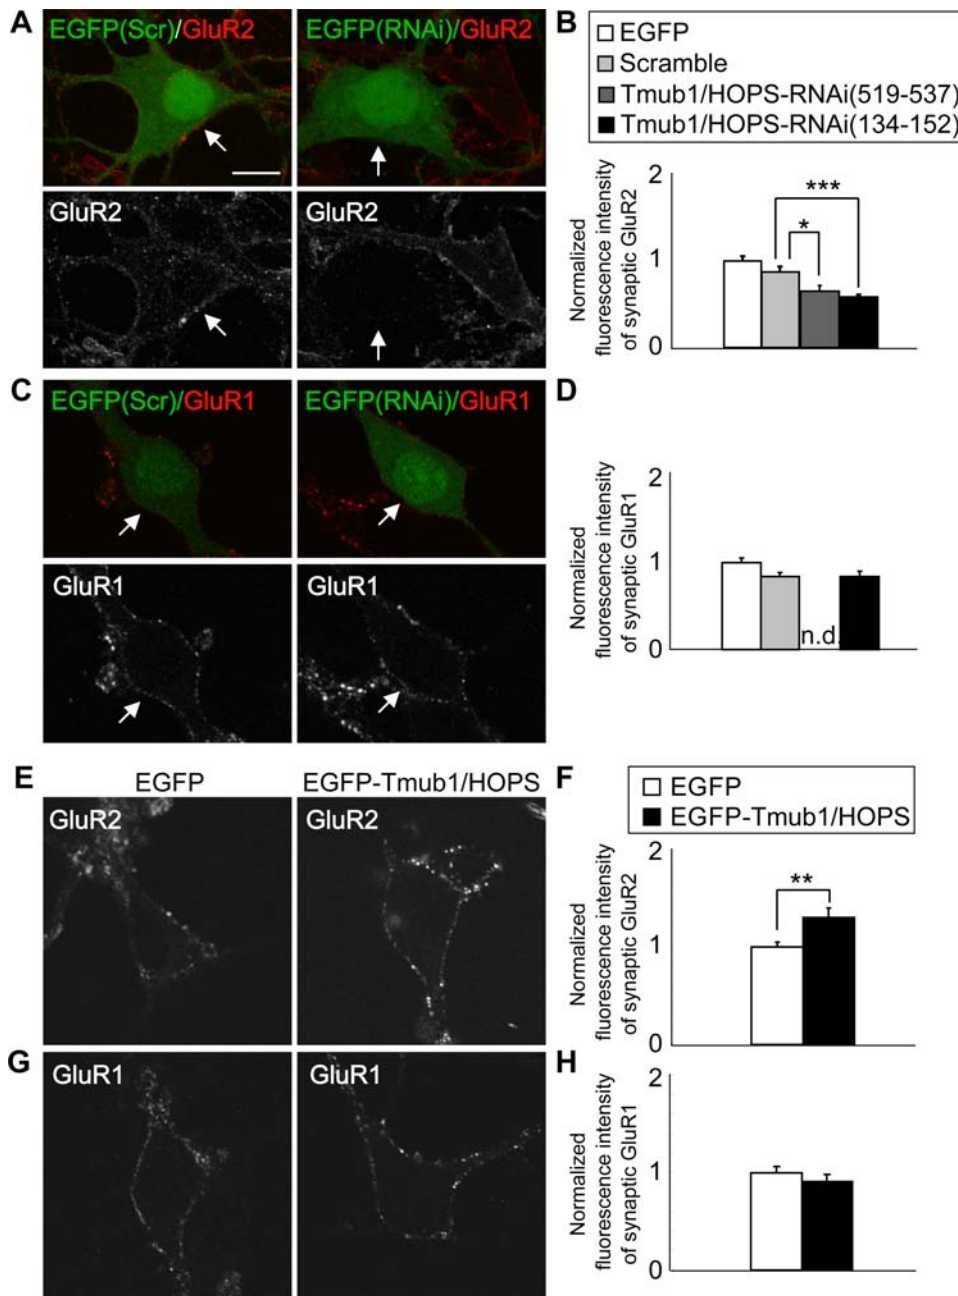 A
EGFP(Scr)/GluR2
EGFP(RNAi)/GluR2
GluR2
GluR2
B
EGFP
Scramble
Tmub1/HOPS-RNAi(519-537)
Tmub1/HOPS-RNAi(134-152)
Normalized
fluorescence intensity
of synaptic GluR2
2
1
0
***
*
C
EGFP(Scr)/GluR1
EGFP(RNAi)/GluR1
GluR1
GluR1
D
Normalized
fluorescence intensity
of synaptic GluR1
2
1
0
n.d.
E
EGFP
EGFP-Tmub1/HOPS
GluR2
F
EGFP
EGFP-Tmub1/HOPS
Normalized
fluorescence intensity
of synaptic GluR2
2
1
0
**
G
GluR1
GluR1
H
Normalized
fluorescence intensity
of synaptic GluR1
2
1
0